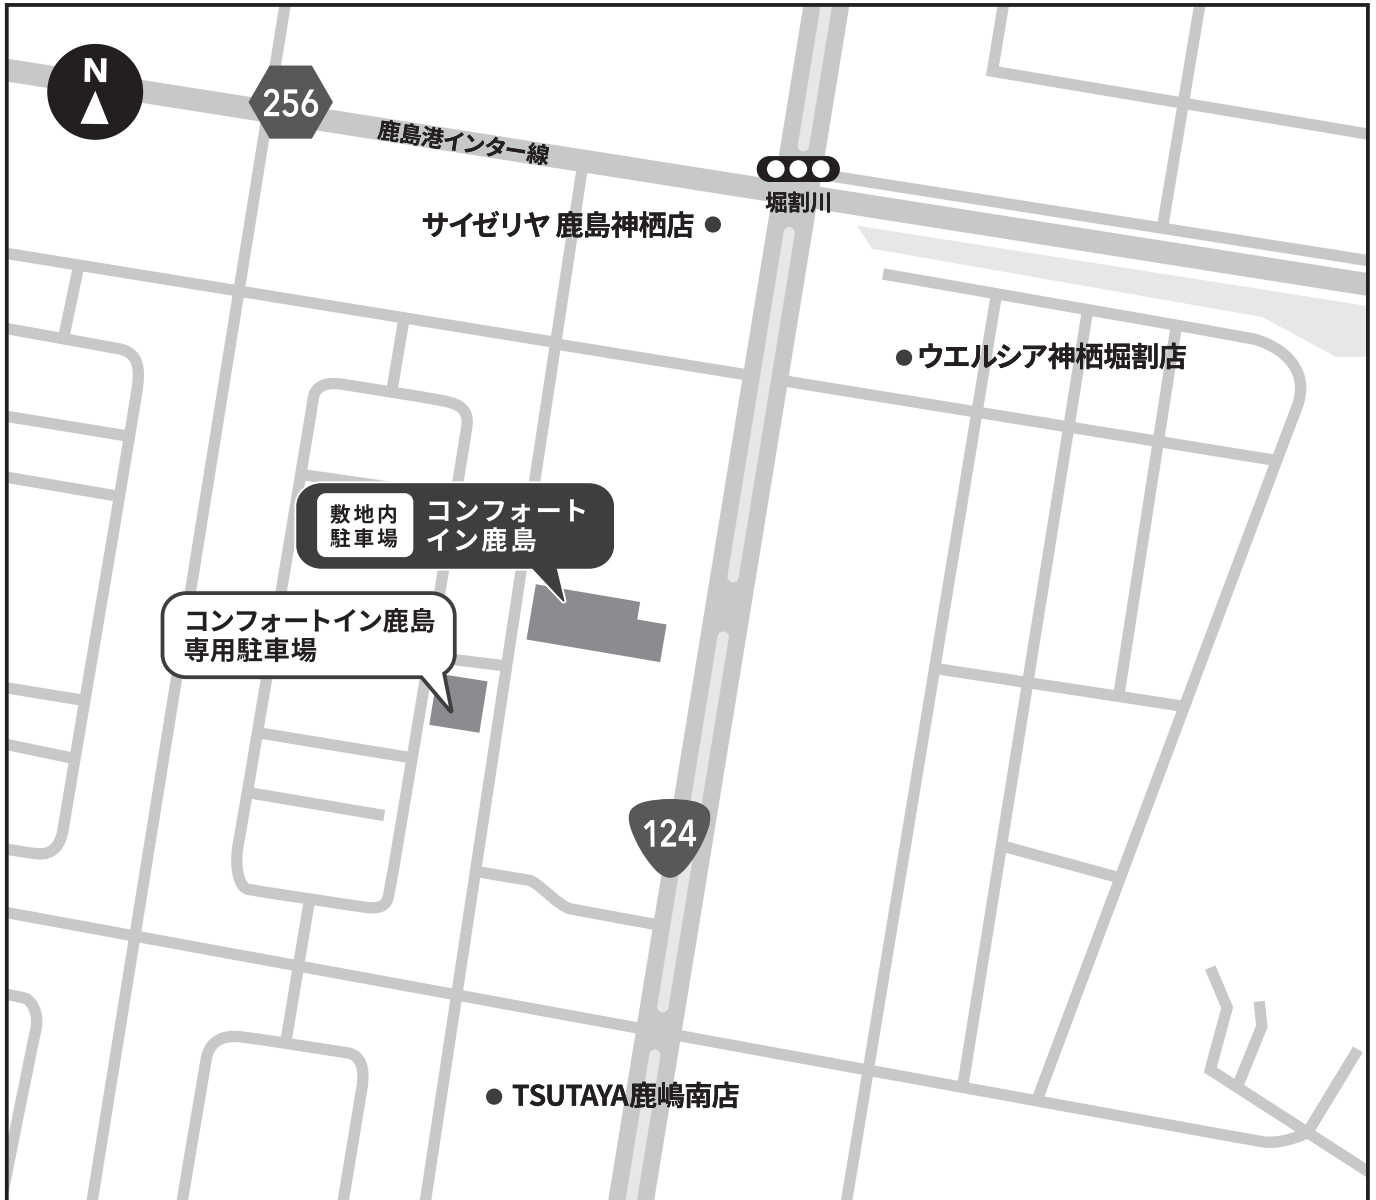 N
256
鹿島港インター線
堀割川
サイゼリヤ 鹿島神栖店
ウエルシア神栖堀割店
敷地内
駐車場
コンフォート
イン鹿島
コンフォートイン鹿島
専用駐車場
124
TSUTAYA鹿嶋南店